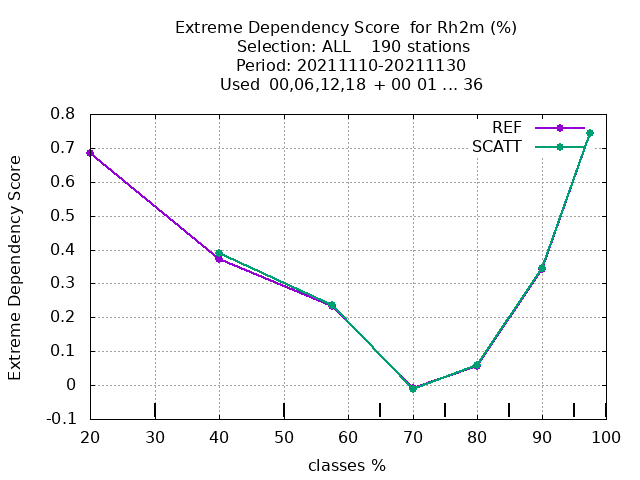 Extreme Dependency Score  for Rh2m (%)
Selection: ALL    190 stations
Period: 20211110-20211130
Used  00,06,12,18  + 00 01 ... 36
REF
SCATT
Extreme Dependency Score
0.8
0.7
0.6
0.5
0.4
0.3
0.2
0.1
0
-0.1
20 30 40 50 60 70 80 90 100
classes %